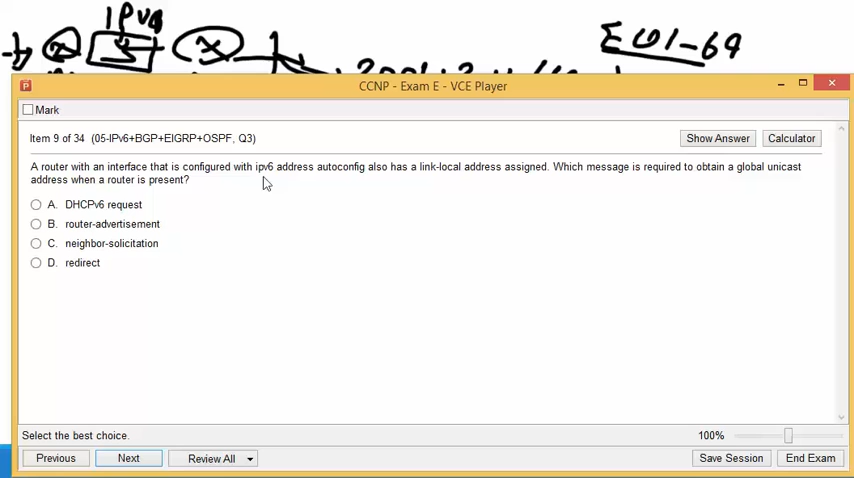 IPv4
EUI-64
CCNP - Exam E - VCE Player
Mark
Item 9 of 34 (05-IPv6+BGP+EIGRP+OSPF, Q3)
Show Answer
Calculator
A router with an interface that is configured with ipv6 address autoconfig also has a link-local address assigned. Which message is required to obtain a global unicast
address when a router is present?
A. DHCPv6 request
B. router-advertisement
C. neighbor-solicitation
D. redirect
Select the best choice.
100%
Previous
Next
Review All
Save Session
End Exam